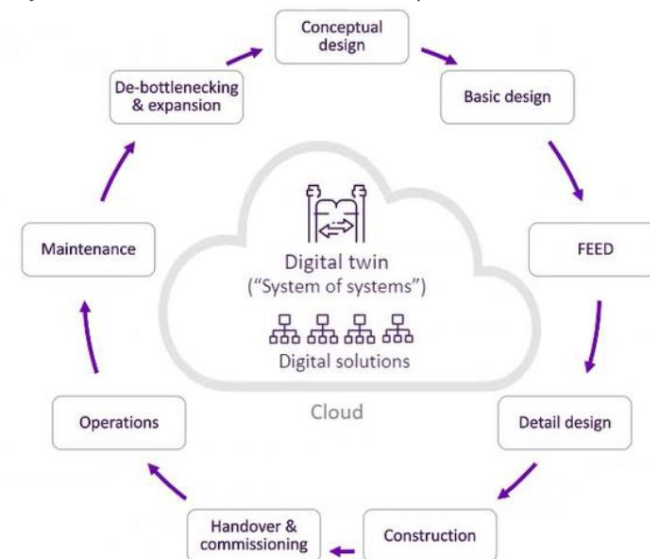 Conceptual
design
De-bottlenecking
& expansion
Basic design
Maintenance
Digital twin
("System of systems")
Digital solutions
FEED
Cloud
Operations
Detail design
Handover &
commissioning
Construction